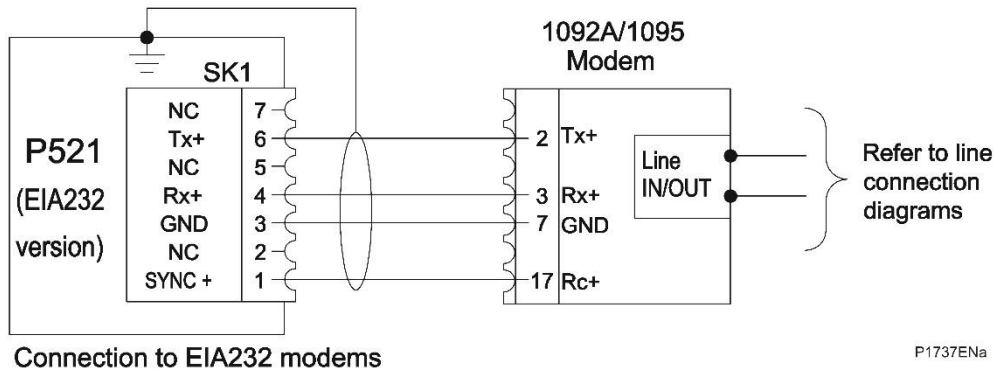 1092A/1095
Modem
SK1
P521
(EIA232
version)
NC 7
Tx+ 6
NC 5
Rx+ 4
GND 3
NC 2
SYNC + 1
2 Tx+
3 Rx+
7 GND
17 Rc+
Line
IN/OUT
Refer to line
connection
diagrams
Connection to EIA232 modems
P1737ENa